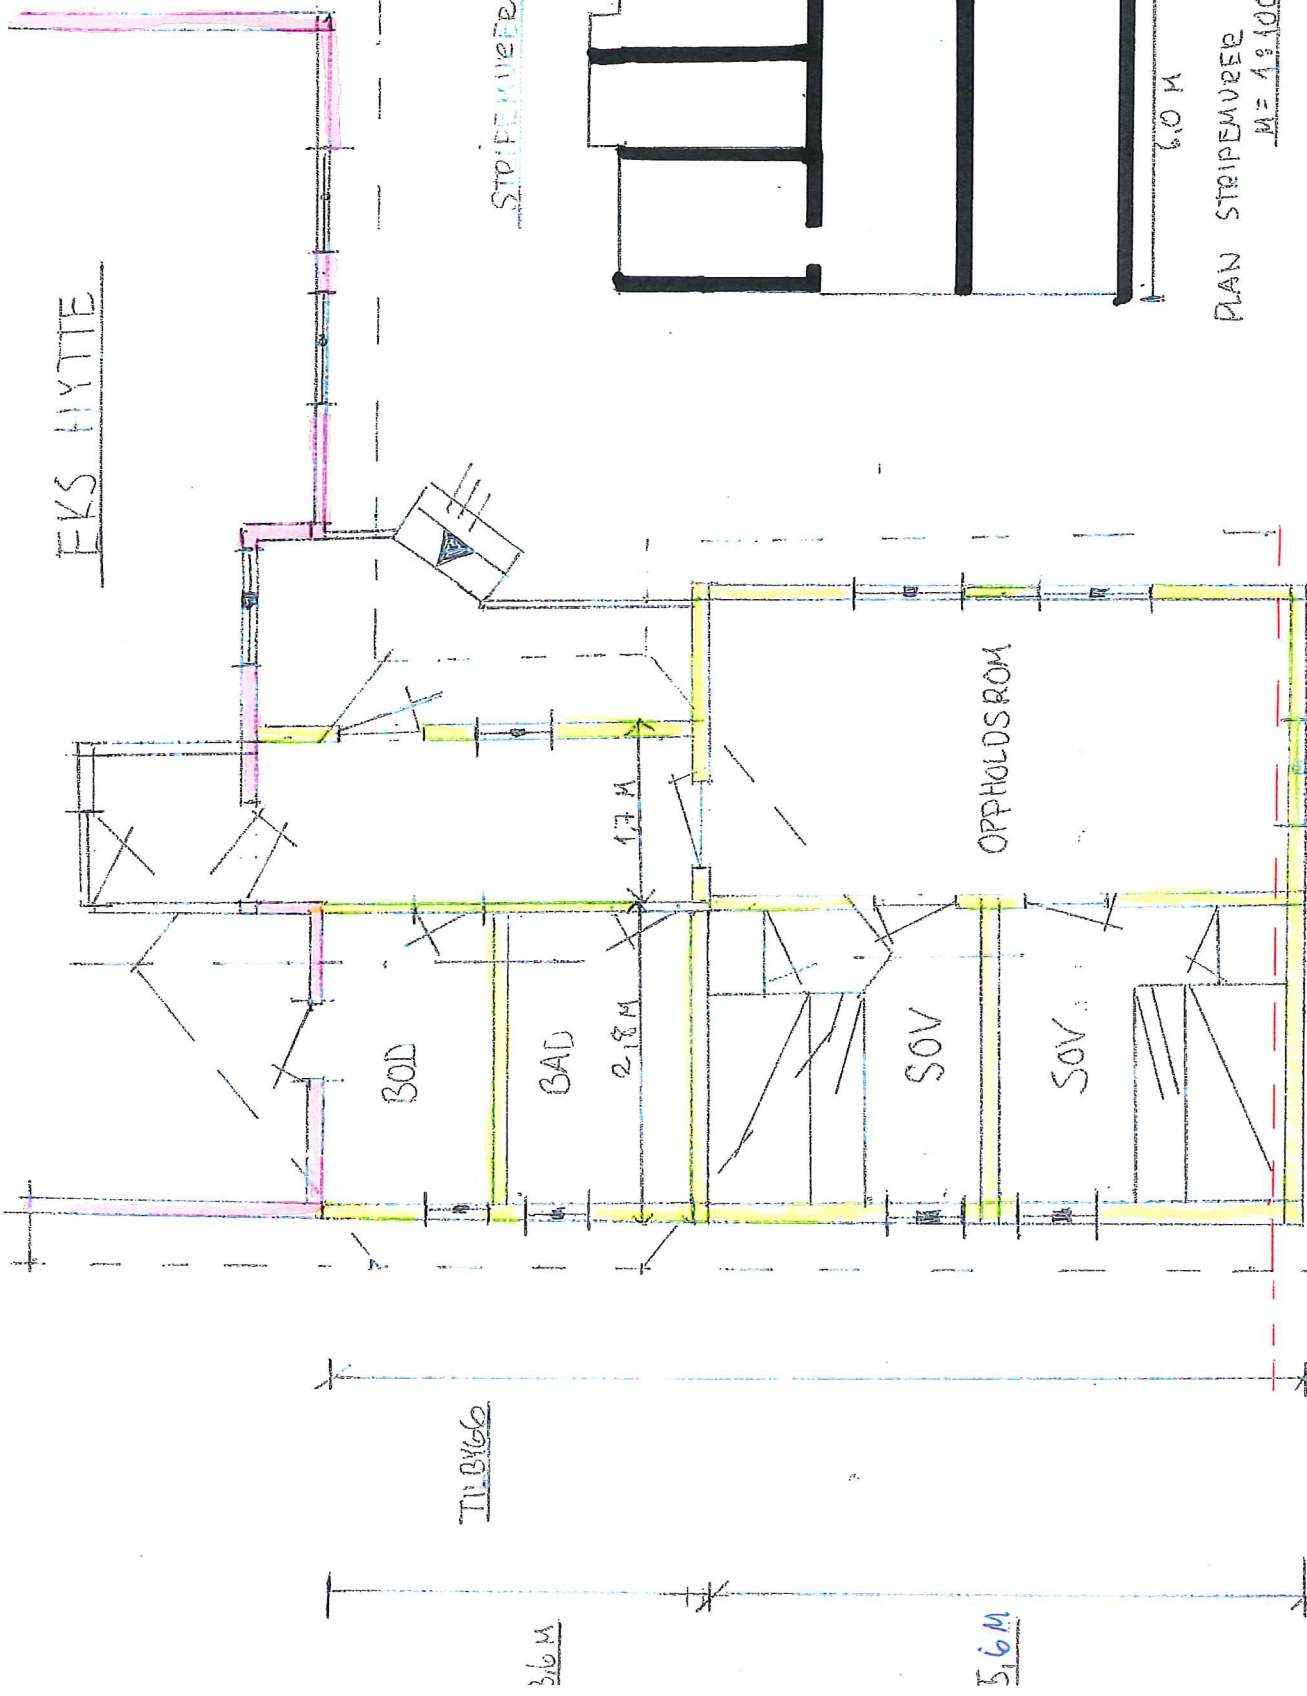 EKS HYTTE
STRIPEMURER
6.0 M
PLAN STRIPEMURER
M= 1:100
OPPHOLDSROM
1,7 M
BOD
BAD
2,8 M
SOV
SOV
TILBYGG
3,6 M
5,6 M